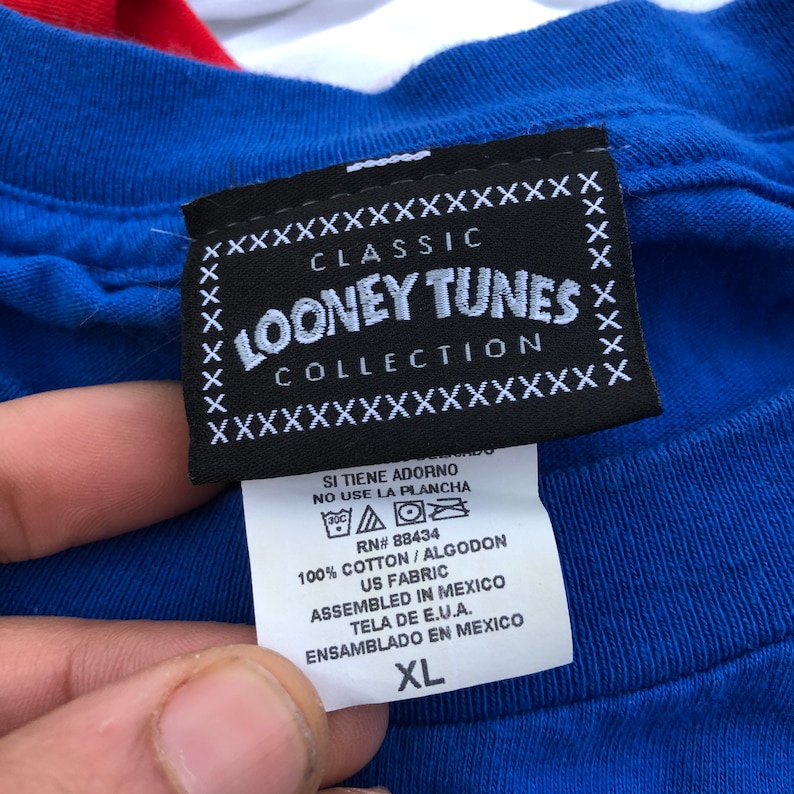 CLASSIC
LOONEY TUNES
COLLECTION
SI TIENE ADORNO
NO USE LA PLANCHA
30C
RN# 88434
100% COTTON / ALGODON
US FABRIC
ASSEMBLED IN MEXICO
TELA DE E.U.A.
ENSAMBLADO EN MEXICO
XL